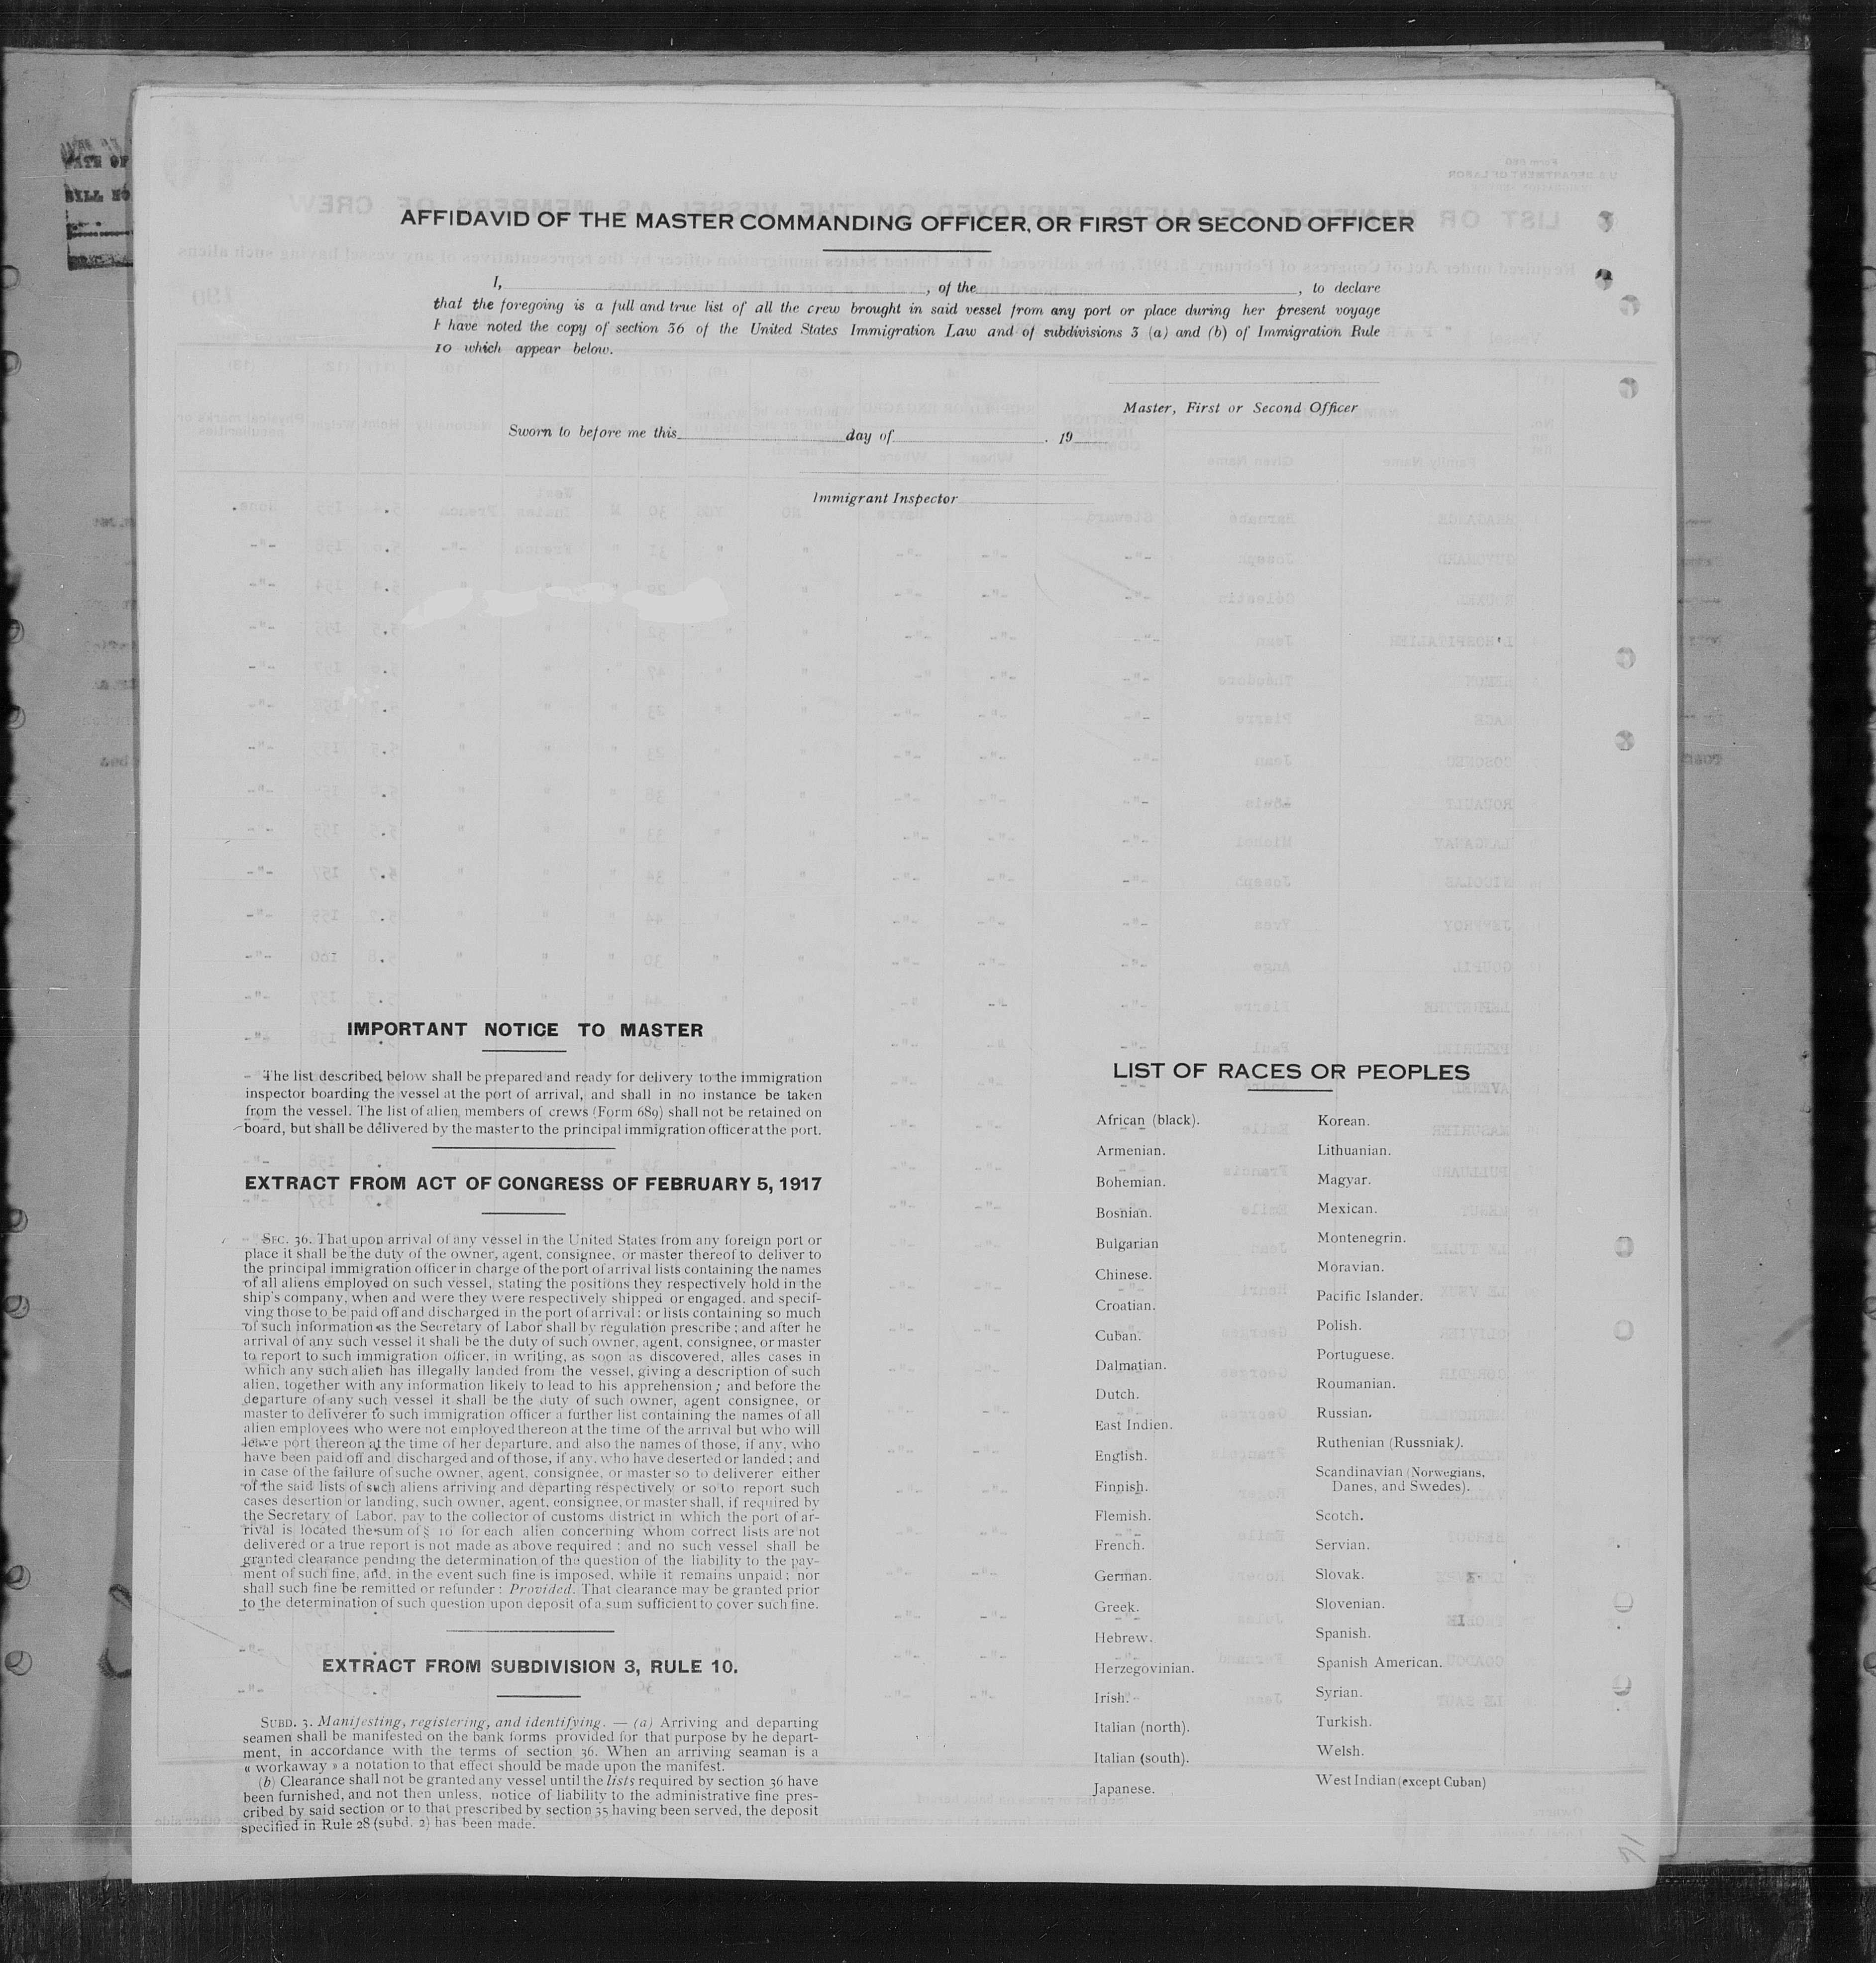 AFFIDAVID OF THE MASTER COMMANDING OFFICER, OR FIRST OR SECOND OFFICER
I, , of the , to declare
that the foregoing is a full and true list of all the crew brought in said vessel from any port or place during her present voyage
I have noted the copy of section 36 of the United States Immigration Law and of subdivisions 3 (a) and (b) of Immigration Rule
10 which appear below.
Master, First or Second Officer
Sworn to before me this day of . 19
Immigrant Inspector
IMPORTANT NOTICE TO MASTER
The list described below shall be prepared and ready for delivery to the immigration
inspector boarding the vessel at the port of arrival, and shall in no instance be taken
from the vessel. The list of alien members of crews (Form 689) shall not be retained on
board, but shall be delivered by the master to the principal immigration officer at the port.
EXTRACT FROM ACT OF CONGRESS OF FEBRUARY 5, 1917
SEC. 36. That upon arrival of any vessel in the United States from any foreign port or
place it shall be the duty of the owner, agent, consignee, or master thereof to deliver to
the principal immigration officer in charge of the port of arrival lists containing the names
of all aliens employed on such vessel, stating the positions they respectively hold in the
ship's company, when and were they were respectively shipped or engaged, and specif-
ving those to be paid off and discharged in the port of arrival; or lists containing so much
of such information as the Secretary of Labor shall by regulation prescribe; and after he
arrival of any such vessel it shall be the duty of such owner, agent, consignee, or master
to report to such immigration officer, in writing, as soon as discovered, alles cases in
which any such alien has illegally landed from the vessel, giving a description of such
alien, together with any information likely to lead to his apprehension; and before the
departure of any such vessel it shall be the duty of such owner, agent consignee, or
master to deliverer to such immigration officer a further list containing the names of all
alien employees who were not employed thereon at the time of the arrival but who will
leave port thereon at the time of her departure, and also the names of those, if any, who
have been paid off and discharged and of those, if any, who have deserted or landed; and
in case of the failure of suche owner, agent, consignee, or master so to deliverer either
of the said lists of such aliens arriving and departing respectively or so to report such
cases desertion or landing, such owner, agent, consignee, or master shall, if required by
the Secretary of Labor, pay to the collector of customs district in which the port of ar-
rival is located the sum of § 10 for each alien concerning whom correct lists are not
delivered or a true report is not made as above required; and no such vessel shall be
granted clearance pending the determination of the question of the liability to the pay-
ment of such fine, and, in the event such fine is imposed, while it remains unpaid; nor
shall such fine be remitted or refunder: Provided. That clearance may be granted prior
to the determination of such question upon deposit of a sum sufficient to cover such fine.
EXTRACT FROM SUBDIVISION 3, RULE 10.
SUBD. 3. Manifesting, registering, and identifying. — (a) Arriving and departing
seamen shall be manifested on the bank forms provided for that purpose by he depart-
ment, in accordance with the terms of section 36. When an arriving seaman is a
« workaway » a notation to that effect should be made upon the manifest.
(b) Clearance shall not be granted any vessel until the lists required by section 36 have
been furnished, and not then unless, notice of liability to the administrative fine pres-
cribed by said section or to that prescribed by section 35 having been served, the deposit
specified in Rule 28 (subd. 2) has been made.
LIST OF RACES OR PEOPLES
African (black).
Armenian.
Bohemian.
Bosnian.
Bulgarian
Chinese.
Croatian.
Cuban.
Dalmatian.
Dutch.
East Indien.
English.
Finnish.
Flemish.
French.
German.
Greek.
Hebrew.
Herzegovinian.
Irish.
Italian (north).
Italian (south).
Japanese.
Korean.
Lithuanian.
Magyar.
Mexican.
Montenegrin.
Moravian.
Pacific Islander.
Polish.
Portuguese.
Roumanian.
Russian.
Ruthenian (Russniak).
Scandinavian (Norwegians,
Danes, and Swedes).
Scotch.
Servian.
Slovak.
Slovenian.
Spanish.
Spanish American.
Syrian.
Turkish.
Welsh.
West Indian (except Cuban)